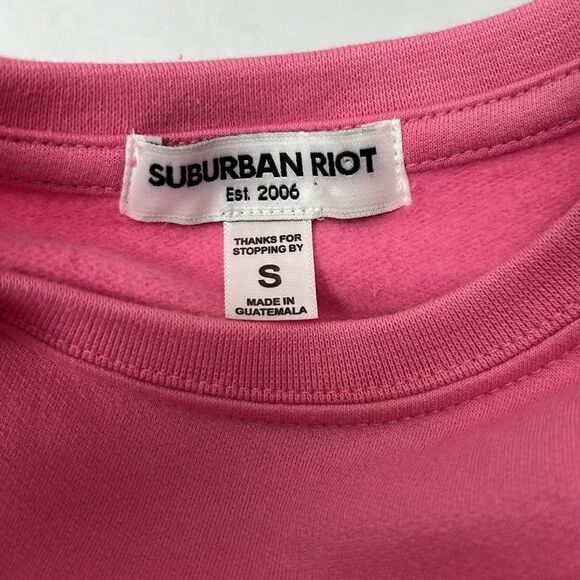 SUBURBAN RIOT
Est. 2006
THANKS FOR
STOPPING BY
S
MADE IN
GUATEMALA